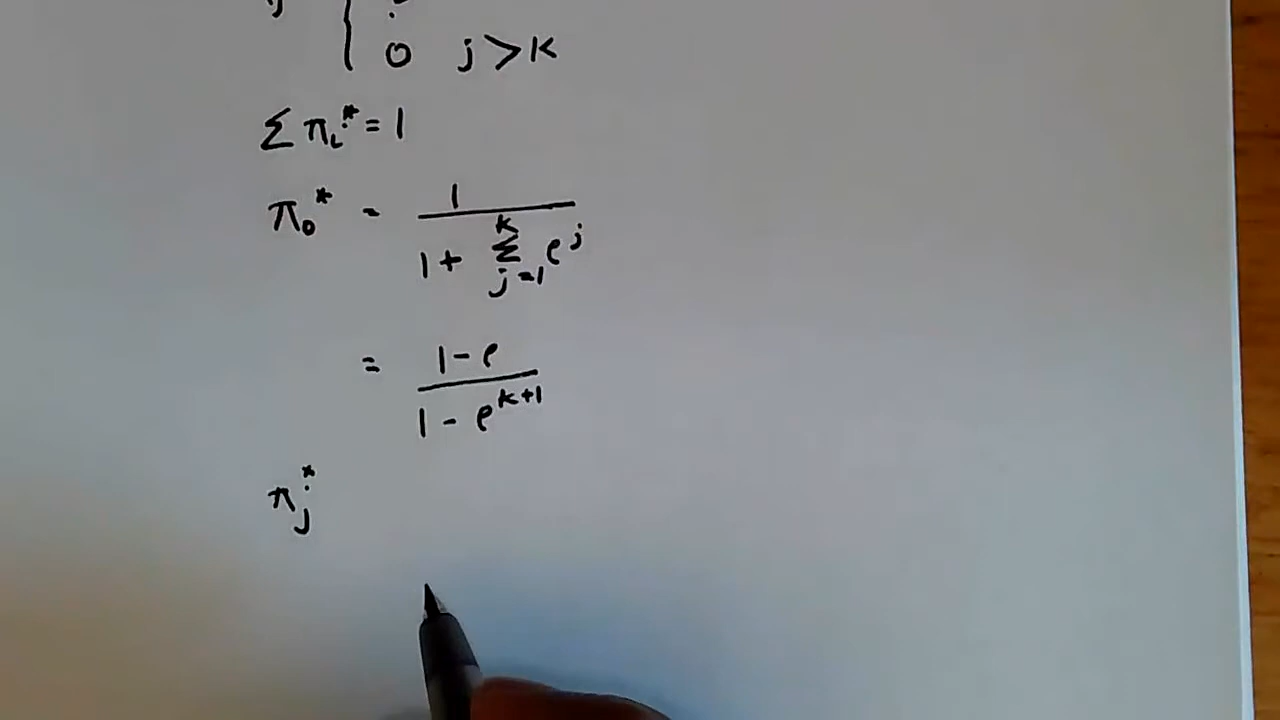 j
0 j > K
Σ π_i* = 1
π_0* = 1 / (1 + Σ_{j=1}^{K} ρ^j)
= (1 - ρ) / (1 - ρ^{K+1})
π_j*